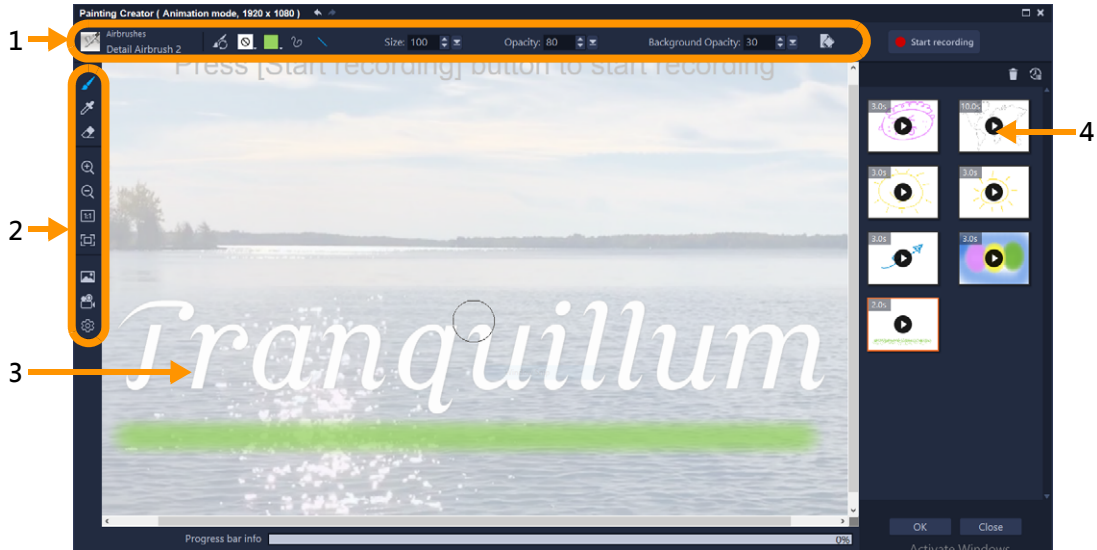 Painting Creator ( Animation mode, 1920 x 1080 )
1
Airbrushes
Detail Airbrush 2
Size: 100
Opacity: 80
Background Opacity: 30
Start recording
Press [Start recording] button to start recording
3.0s
10.0s
4
3.0s
3.0s
1:1
2
3.0s
3.0s
2.0s
Tranquillum
3
OK
Close
Progress bar info
0%
Activate Windows